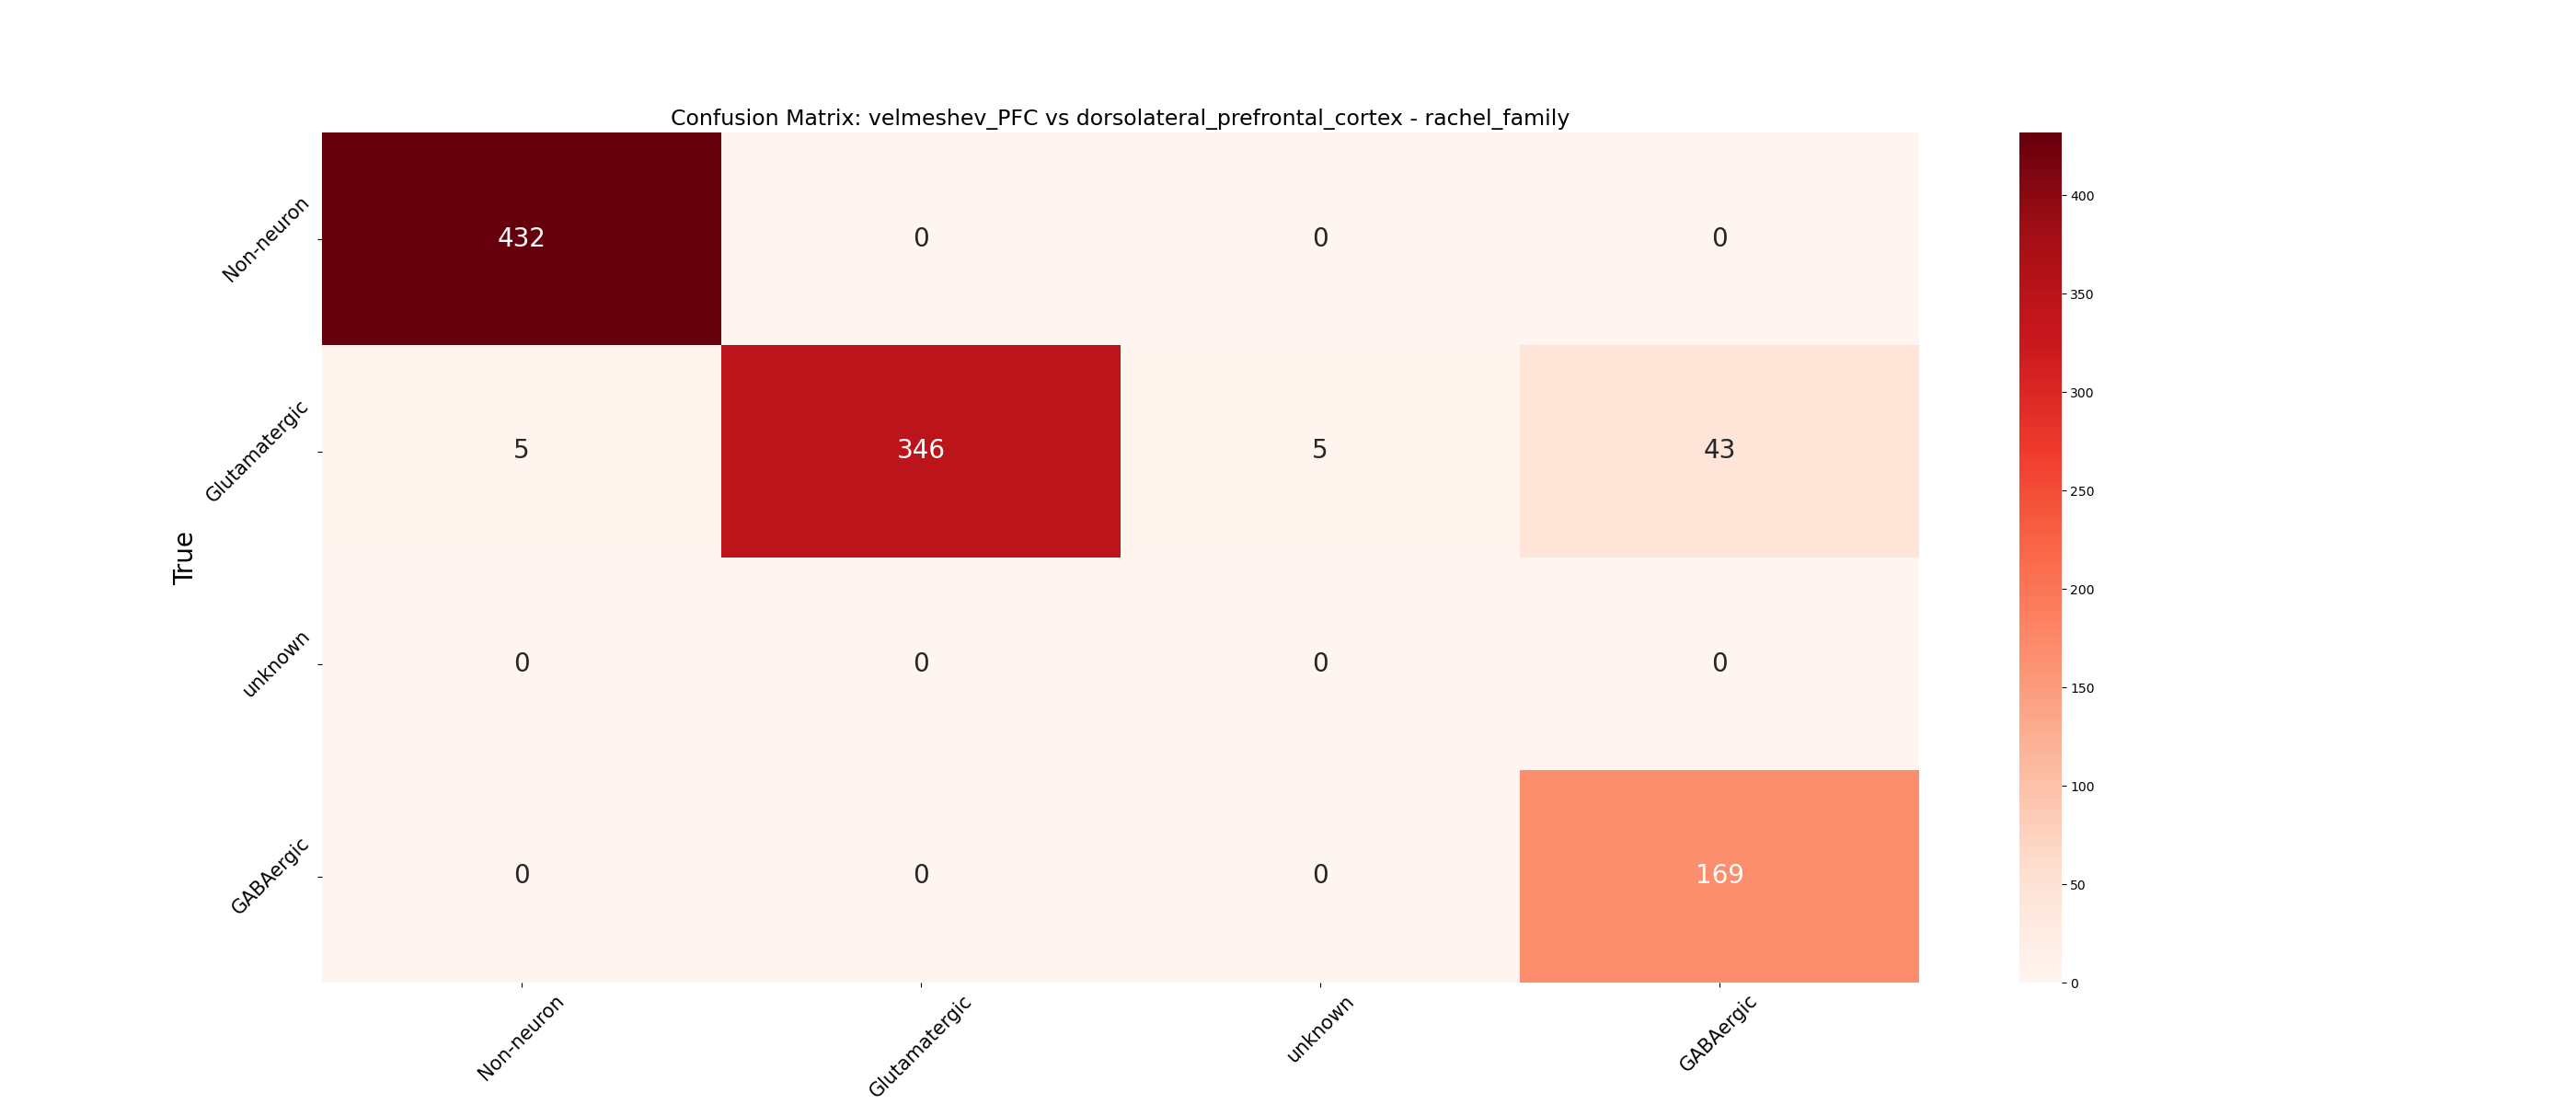 Confusion Matrix: velmeshev_PFC vs dorsolateral_prefrontal_cortex - rachel_family
True
Non-neuron
432 0 0 0
Glutamatergic
5 346 5 43
unknown
0 0 0 0
GABAergic
0 0 0 169
Non-neuron Glutamatergic unknown GABAergic
400
350
300
250
200
150
100
50
0